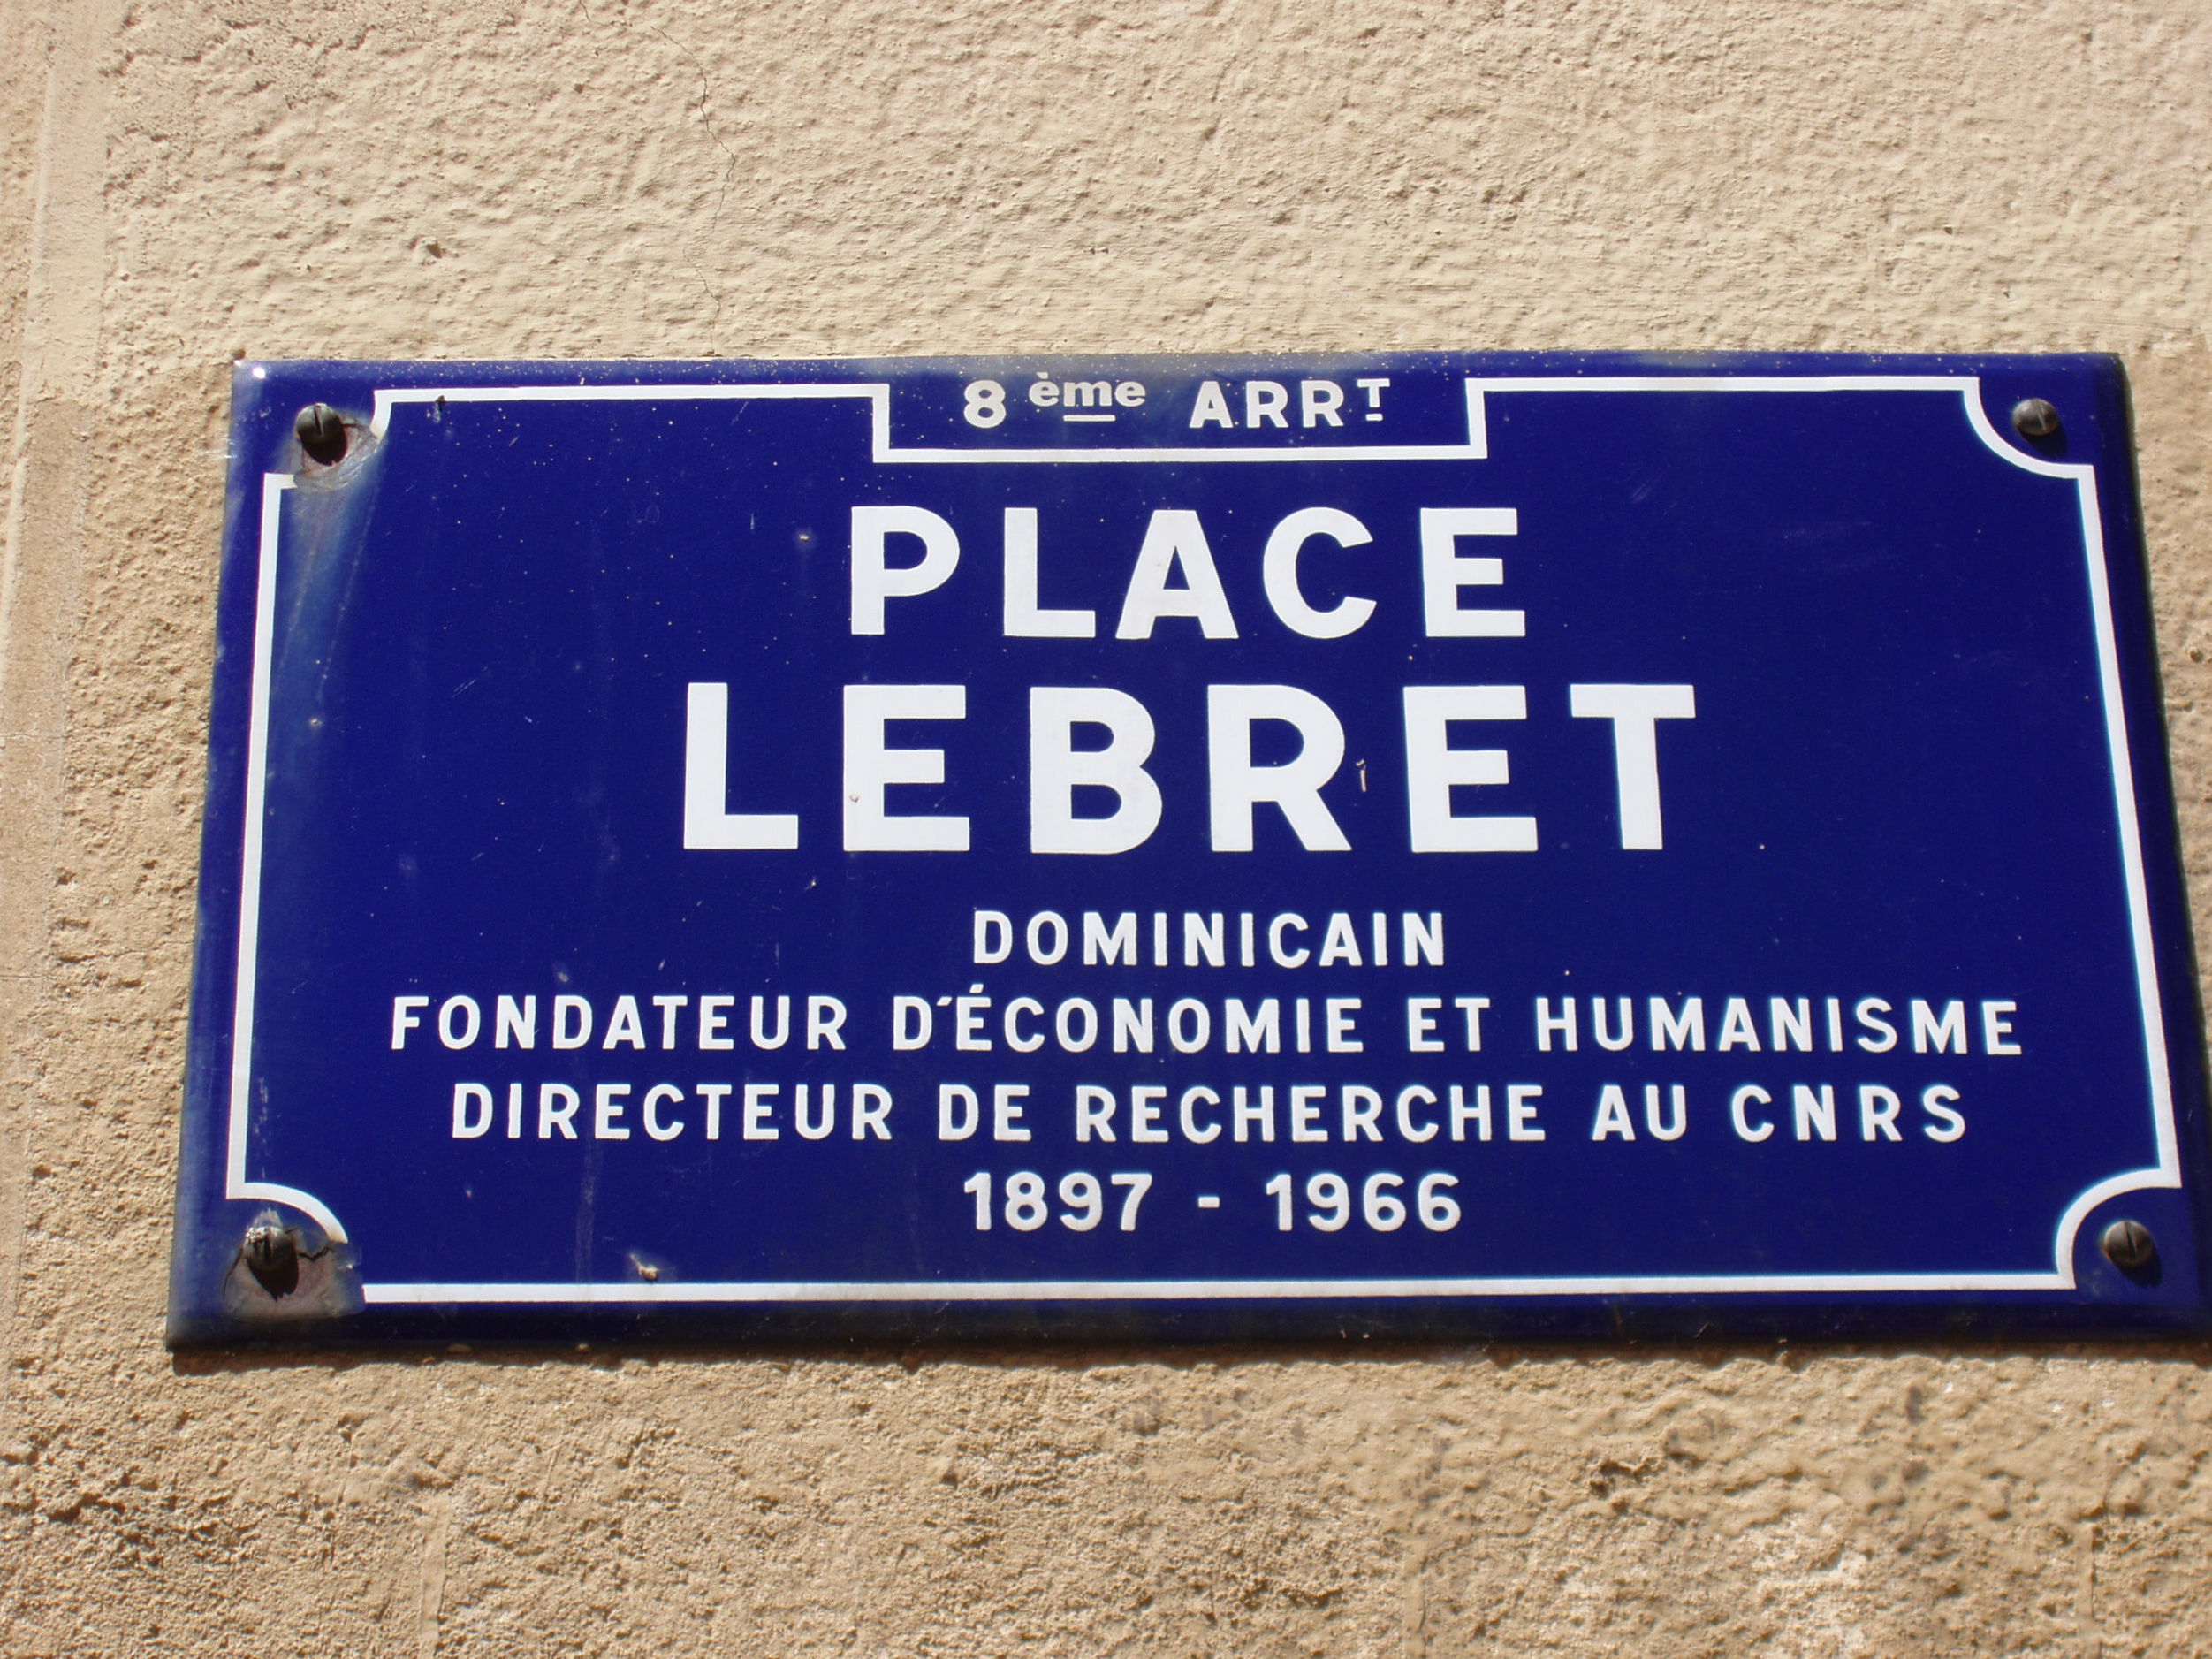 8ème ARRT
PLACE
LEBRET
DOMINICAIN
FONDATEUR D'ÉCONOMIE ET HUMANISME
DIRECTEUR DE RECHERCHE AU CNRS
1897 - 1966